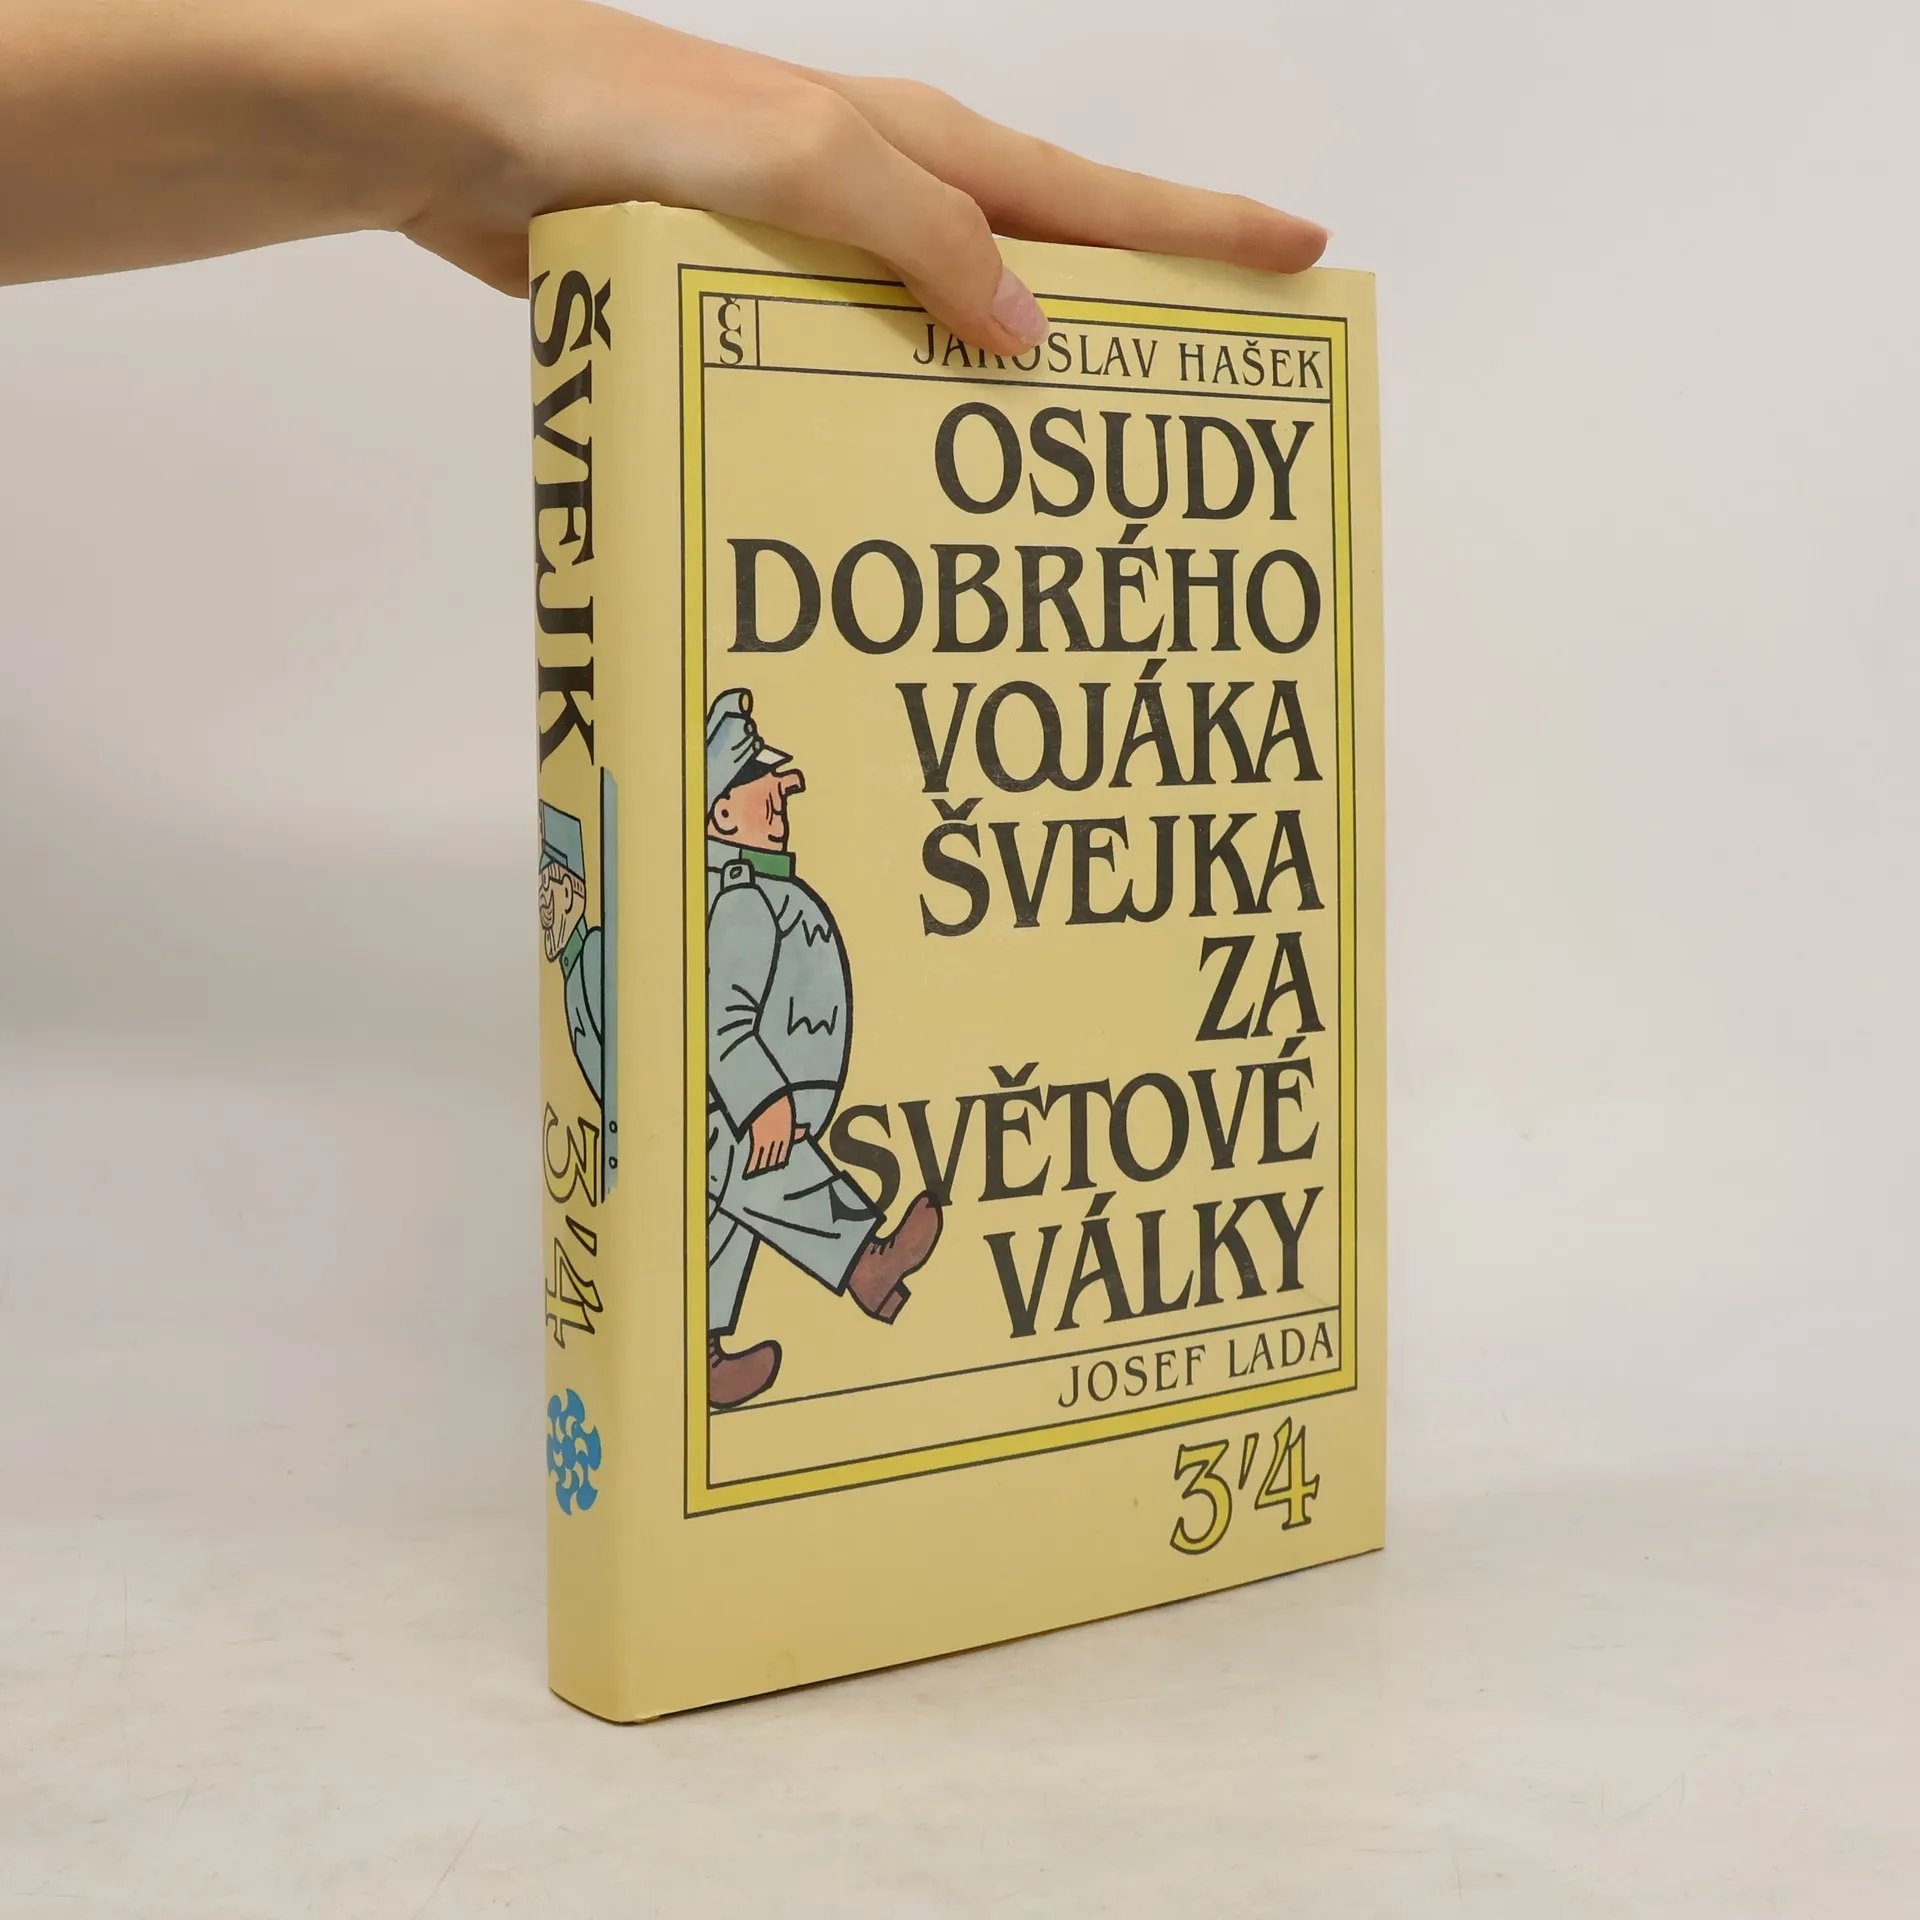 ŠVEJK 3'4
ČS
JAROSLAV HAŠEK
OSUDY
DOBRÉHO
VOJÁKA
ŠVEJKA
ZA
SVĚTOVÉ
VÁLKY
JOSEF LADA
3'4